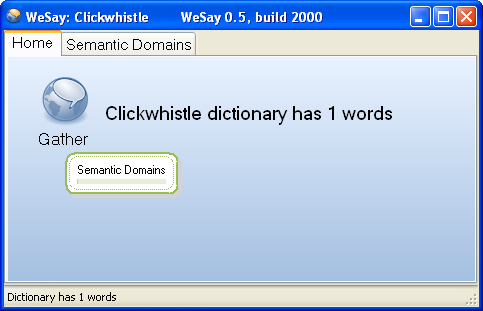 WeSay: Clickwhistle WeSay 0.5, build 2000
Home Semantic Domains
Clickwhistle dictionary has 1 words
Gather
Semantic Domains
Dictionary has 1 words